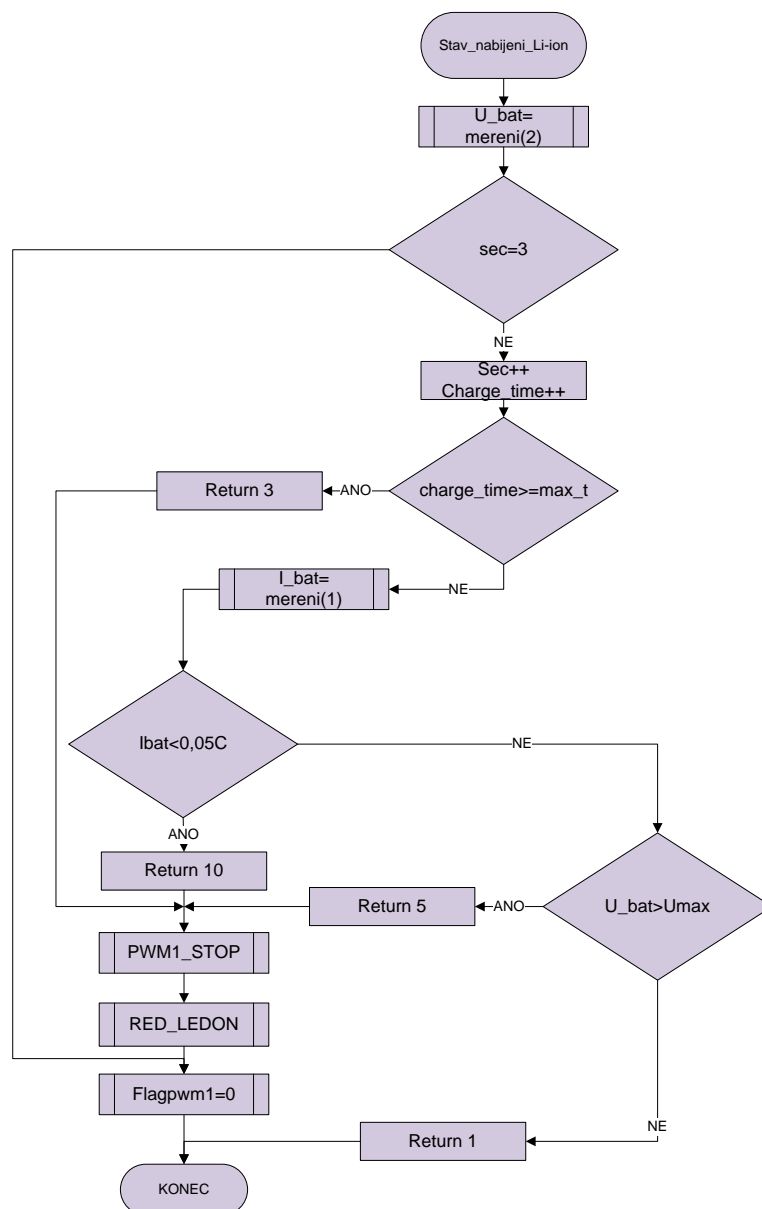 Stav_nabijeni_Li-ion
U_bat=
mereni(2)
sec=3
NE
Sec++
Charge_time++
Return 3
ANO
charge_time>=max_t
I_bat=
mereni(1)
NE
Ibat<0,05C
NE
ANO
Return 10
Return 5
ANO
U_bat>Umax
PWM1_STOP
RED_LEDON
Flagpwm1=0
NE
Return 1
KONEC